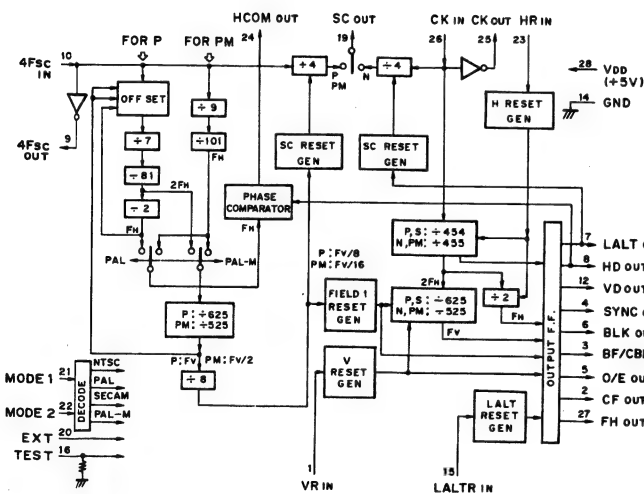 HCOM OUT
24
SC OUT
19
CK IN
26
CK OUT
25
HR IN
23
FOR P
FOR PM
4FSC IN
10
4FSC OUT
9
OFF SET
÷7
÷81
÷2
÷9
÷101
FH
2FH
FH
PAL
PAL-M
÷4
P
PM
N
÷4
SC RESET GEN
SC RESET GEN
PHASE COMPARATOR
FH
H RESET GEN
28 VDD (+5V)
14 GND
P,S: ÷454
N,PM: ÷455
2FH
P: FV/8
PM: FV/16
FIELD 1 RESET GEN
P,S: ÷625
N,PM: ÷525
÷2
FH
FV
P: ÷625
PM: ÷525
P: FV
PM: FV/2
÷8
V RESET GEN
LALT RESET GEN
OUTPUT F.F.
7 LALT
8 HD OUT
12 VD OUT
4 SYNC
6 BLK
3 BF/CBL
5 O/E OUT
2 CF OUT
27 FH OUT
MODE 1
21
MODE 2
22
DECODE
NTSC
PAL
SECAM
PAL-M
EXT
20
TEST
16
1
VR IN
15
LALTR IN